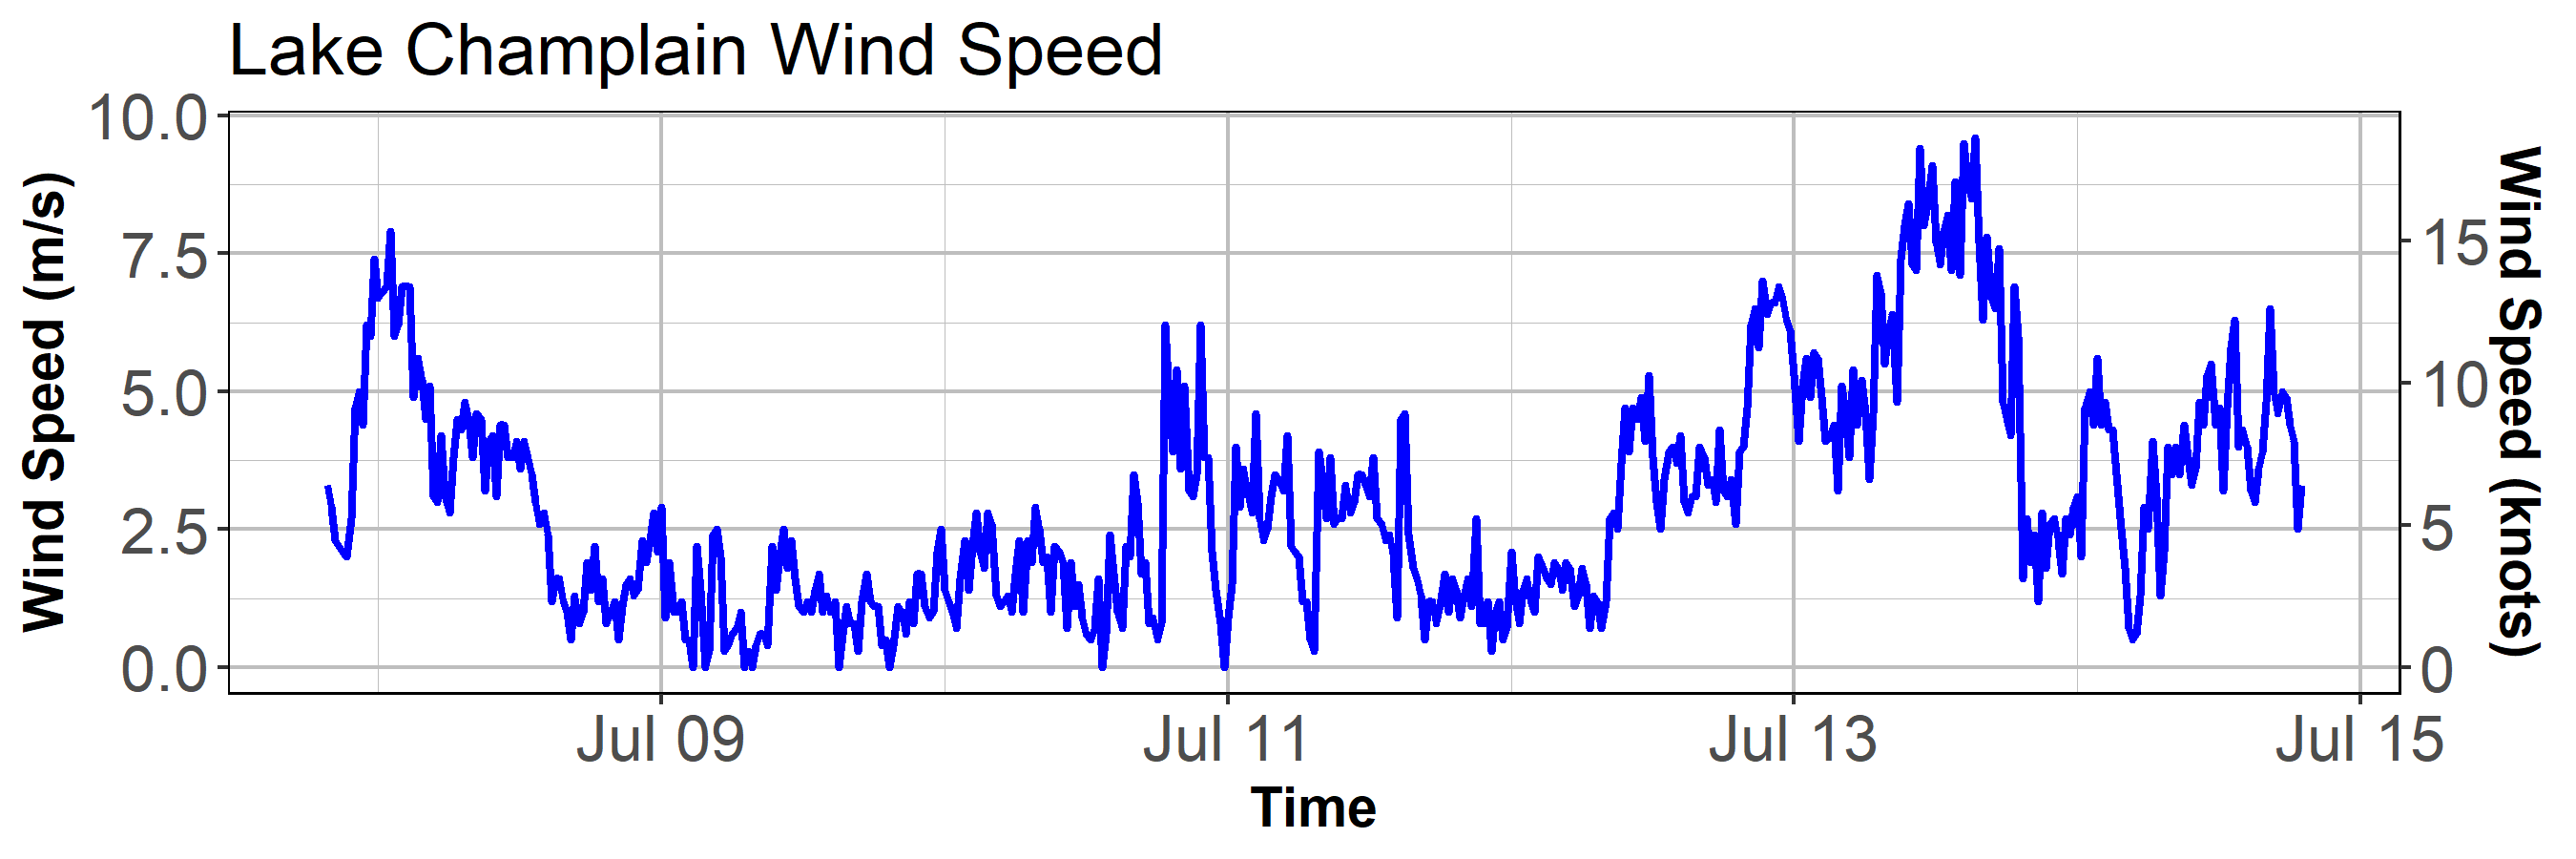 Lake Champlain Wind Speed
Wind Speed (m/s)
10.0
7.5
5.0
2.5
0.0
15
10
5
0
Wind Speed (knots)
Jul 09
Jul 11
Jul 13
Jul 15
Time